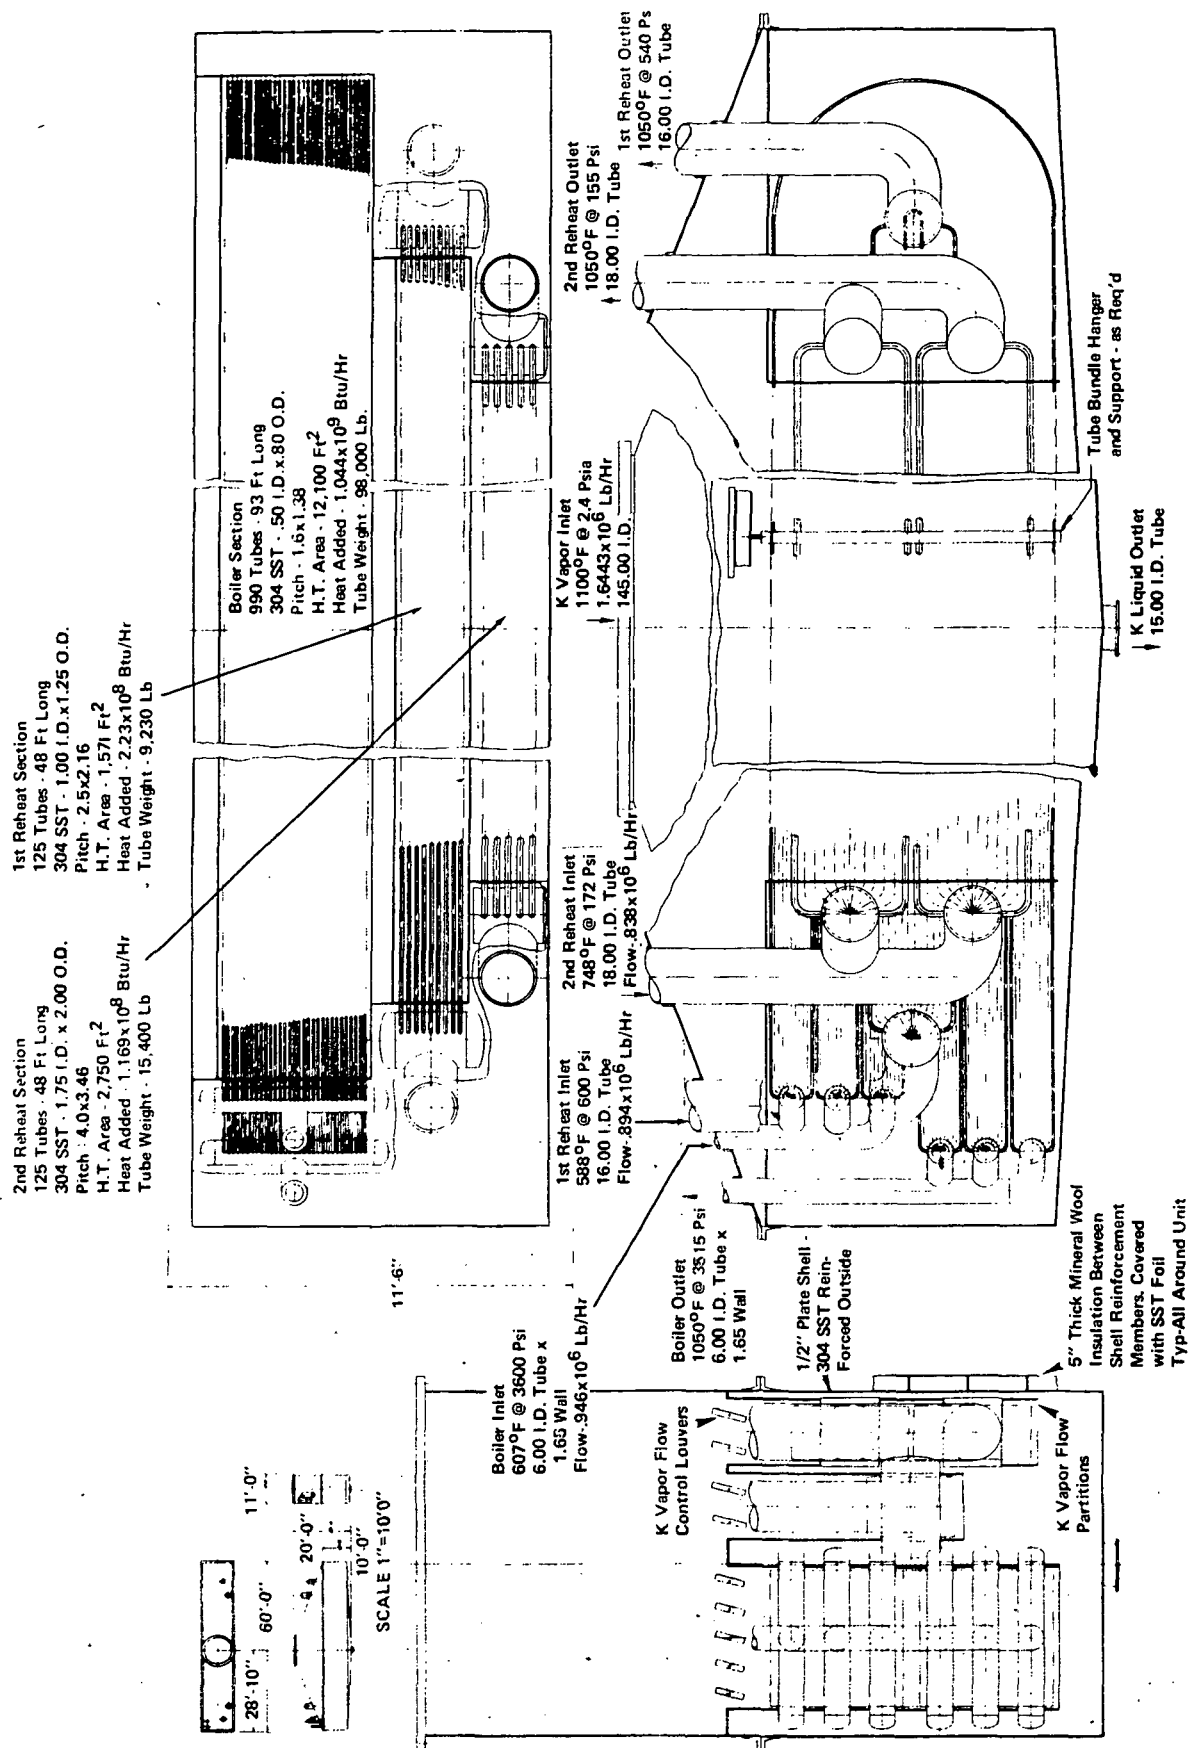 2nd Reheat Section
125 Tubes - 48 Ft Long
304 SST - 1.75 I.D. x 2.00 O.D.
Pitch - 4.0x3.46
H.T. Area - 2,750 Ft²
Heat Added - 1.169x10⁸ Btu/Hr
Tube Weight - 15,400 Lb
1st Reheat Section
125 Tubes - 48 Ft Long
304 SST - 1.00 I.D.x1.25 O.D.
Pitch - 2.5x2.16
H.T. Area - 1,571 Ft²
Heat Added - 2.23x10⁸ Btu/Hr
Tube Weight - 9,230 Lb
Boiler Section
990 Tubes - 93 Ft Long
304 SST - .50 I.D.x.80 O.D.
Pitch - 1.6x1.38
H.T. Area - 12,100 Ft²
Heat Added - 1.044x10⁹ Btu/Hr
Tube Weight - 98,000 Lb.
11'-6"
28'-10"
60'-0"
11'-0"
20'-0"
10'-0"
SCALE 1"=10'0"
Boiler Inlet
607°F @ 3600 Psi
6.00 I.D. Tube x
1.65 Wall
Flow-.946x10⁶ Lb/Hr
1st Reheat Inlet
588°F @ 600 Psi
16.00 I.D. Tube
Flow-.894x10⁶ Lb/Hr
2nd Reheat Inlet
748°F @ 172 Psi
18.00 I.D. Tube
Flow-.838x10⁶ Lb/Hr
K Vapor Inlet
1100°F @ 2.4 Psia
1.6443x10⁶ Lb/Hr
145.00 I.D.
2nd Reheat Outlet
1050°F @ 155 Psi
18.00 I.D. Tube
1st Reheat Outlet
1050°F @ 540 Ps
16.00 I.D. Tube
Boiler Outlet
1050°F @ 3515 Psi
6.00 I.D. Tube x
1.65 Wall
1/2" Plate Shell -
304 SST Rein-
Forced Outside
K Vapor Flow
Control Louvers
K Vapor Flow
Partitions
5" Thick Mineral Wool
Insulation Between
Shell Reinforcement
Members. Covered
with SST Foil
Typ-All Around Unit
K Liquid Outlet
15.00 I.D. Tube
Tube Bundle Hanger
and Support - as Req'd